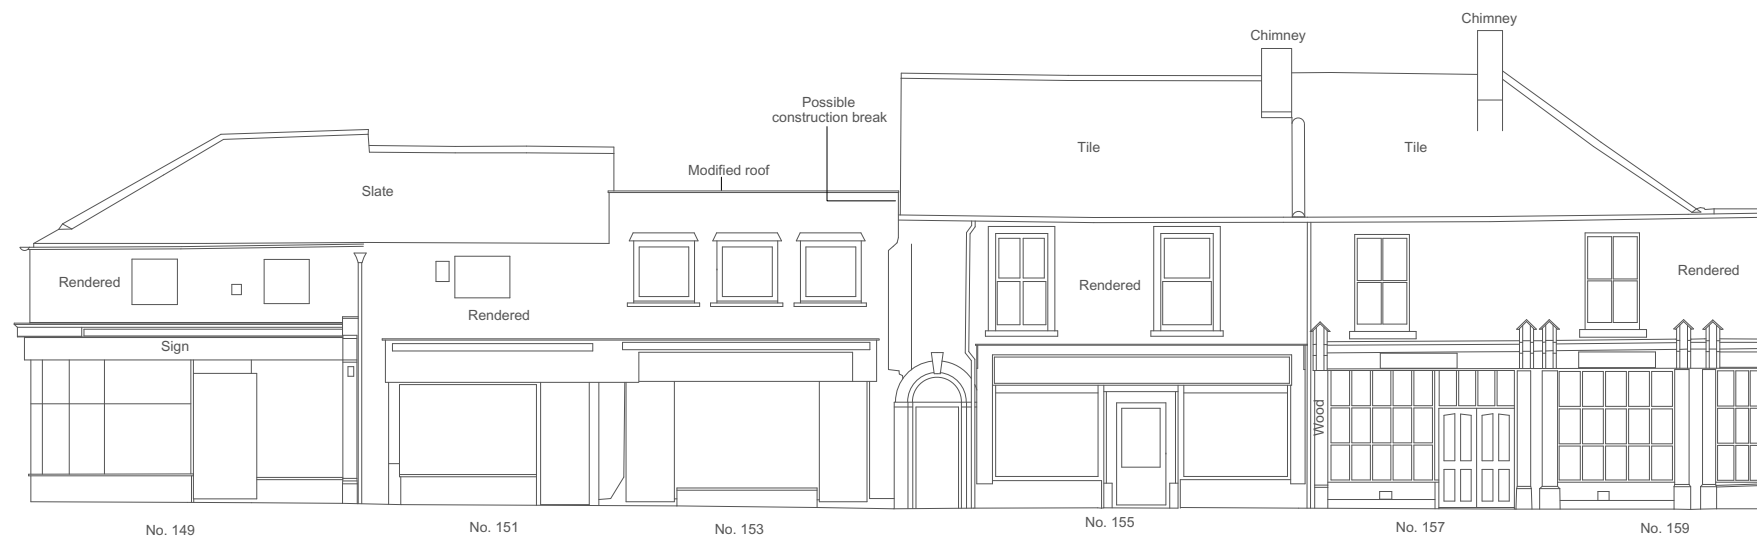 Chimney
Chimney
Possible
construction break
Tile
Tile
Modified roof
Slate
Rendered
Rendered
Rendered
Rendered
Sign
Wood
No. 149
No. 151
No. 153
No. 155
No. 157
No. 159